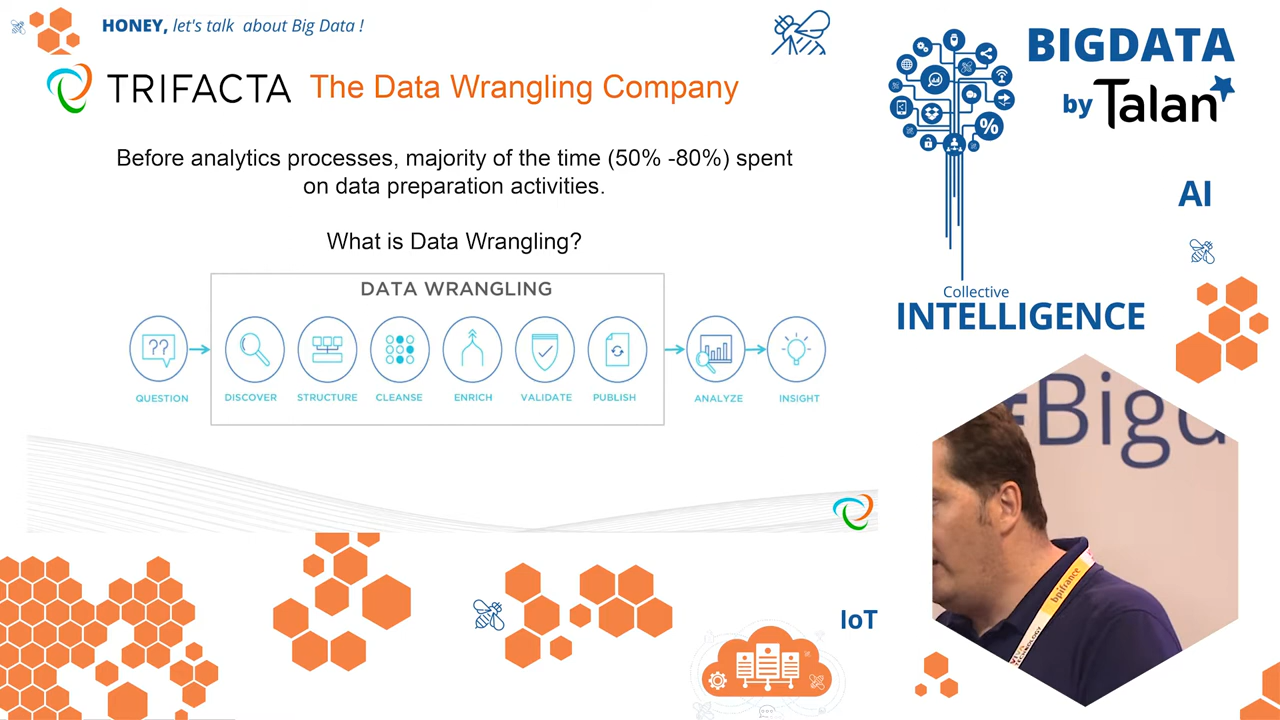 HONEY, let's talk about Big Data !
TRIFACTA The Data Wrangling Company
Before analytics processes, majority of the time (50% -80%) spent
on data preparation activities.
What is Data Wrangling?
DATA WRANGLING
??
QUESTION
DISCOVER
STRUCTURE
CLEANSE
ENRICH
VALIDATE
PUBLISH
ANALYZE
INSIGHT
BIGDATA
by Talan
%
AI
Collective
INTELLIGENCE
#Bigd
bpifrance
IoT